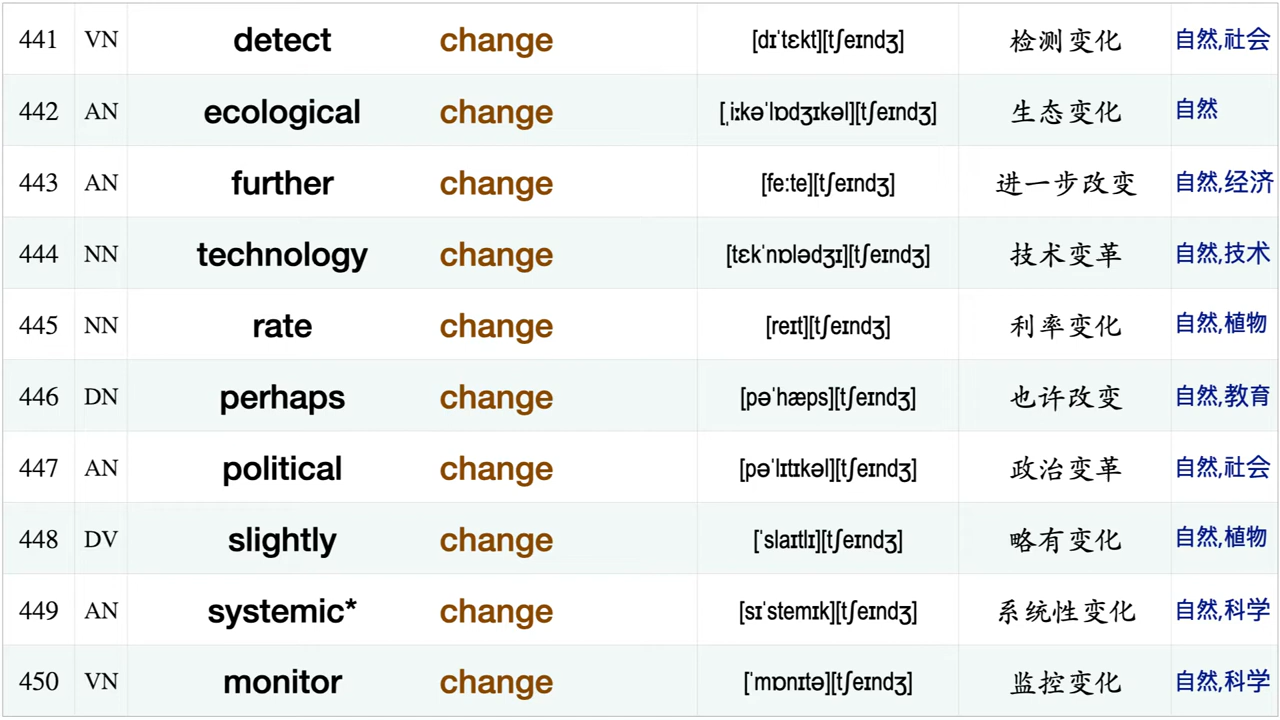 441 VN detect change [dɪˈtɛkt][tʃeɪndʒ] 检测变化 自然,社会
442 AN ecological change [ˌiːkəˈlɒdʒɪkəl][tʃeɪndʒ] 生态变化 自然
443 AN further change [fe:te][tʃeɪndʒ] 进一步改变 自然,经济
444 NN technology change [tɛkˈnɒlədʒɪ][tʃeɪndʒ] 技术变革 自然,技术
445 NN rate change [reɪt][tʃeɪndʒ] 利率变化 自然,植物
446 DN perhaps change [pəˈhæps][tʃeɪndʒ] 也许改变 自然,教育
447 AN political change [pəˈlɪtɪkəl][tʃeɪndʒ] 政治变革 自然,社会
448 DV slightly change [ˈslaɪtlɪ][tʃeɪndʒ] 略有变化 自然,植物
449 AN systemic* change [sɪˈstemɪk][tʃeɪndʒ] 系统性变化 自然,科学
450 VN monitor change [ˈmɒnɪtə][tʃeɪndʒ] 监控变化 自然,科学